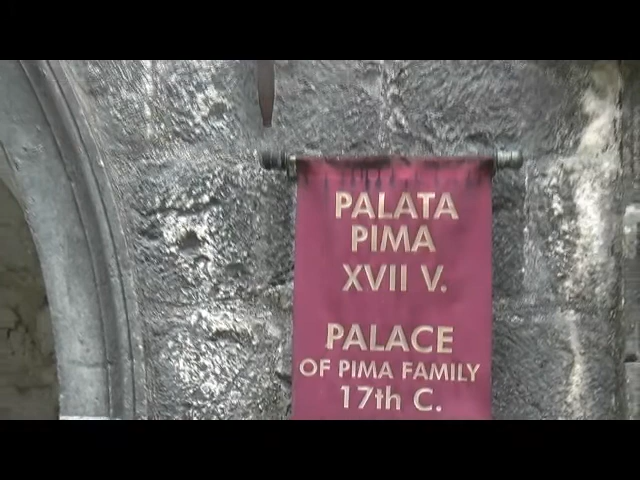 PALATA
PIMA
XVII V.
PALACE
OF PIMA FAMILY
17th C.